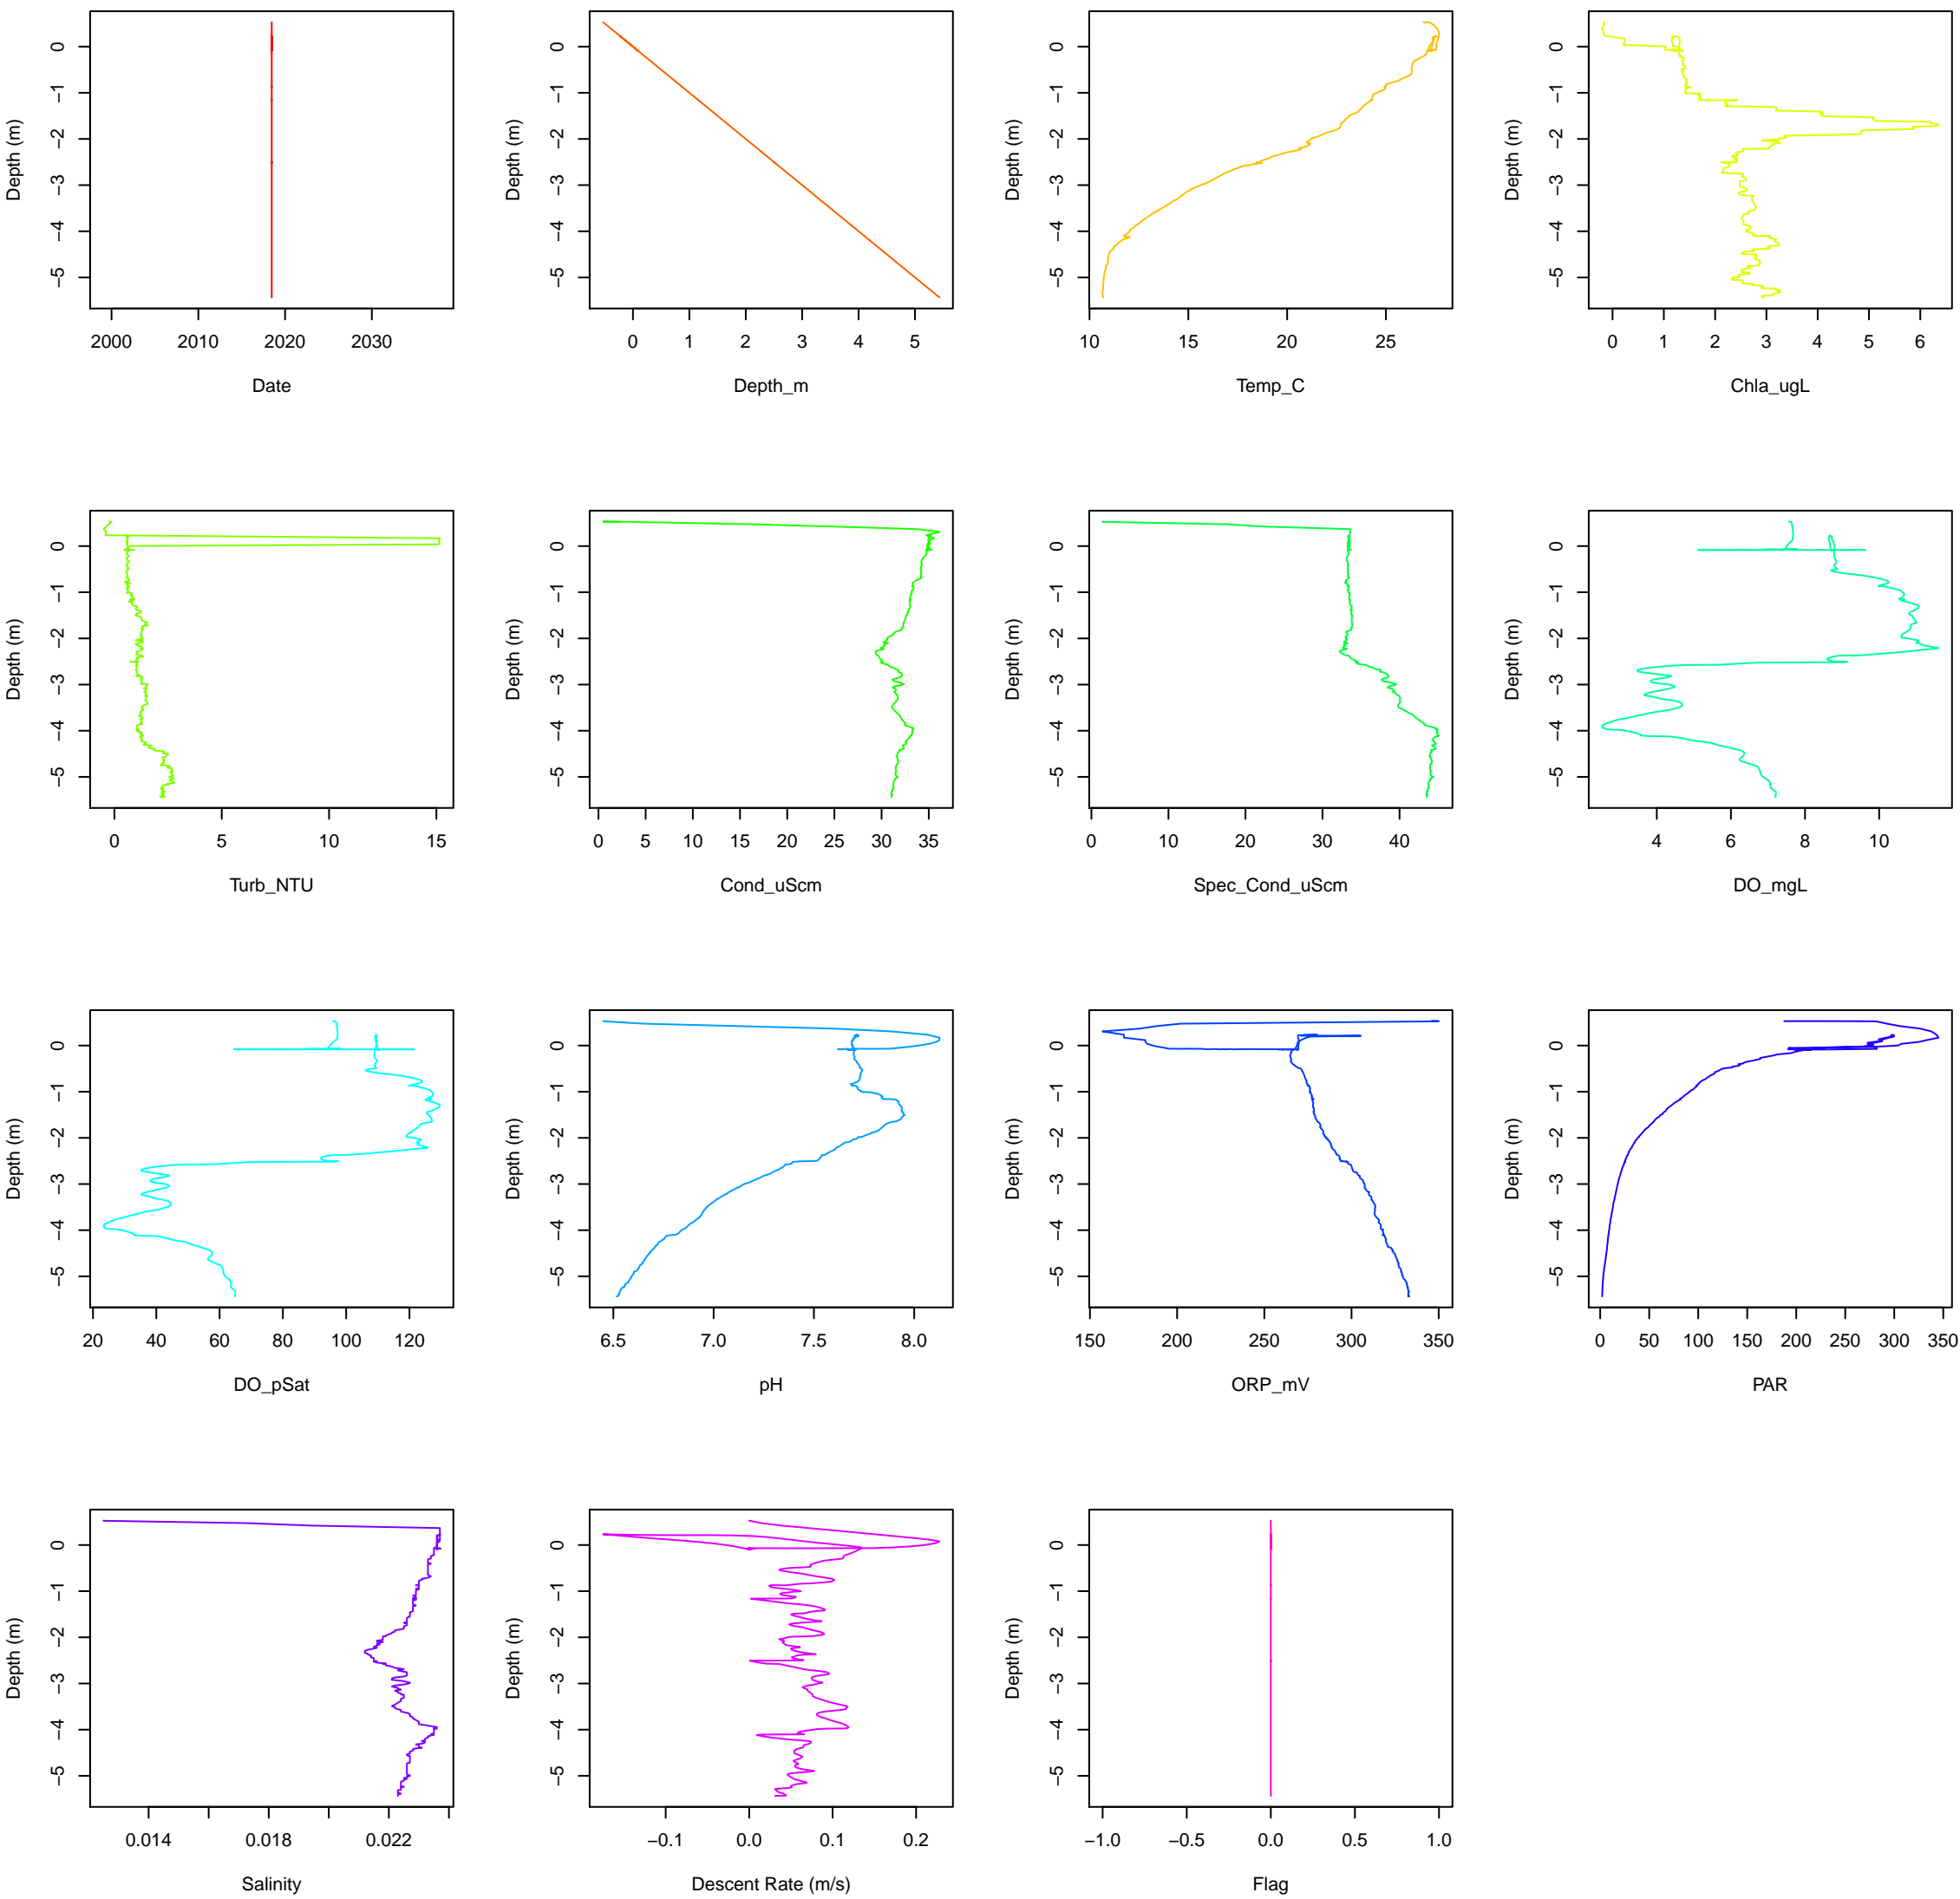 Depth (m)
0
−1
−2
−3
−4
−5
2000 2010 2020 2030
Date
Depth (m)
0
−1
−2
−3
−4
−5
0 1 2 3 4 5
Depth_m
Depth (m)
0
−1
−2
−3
−4
−5
10 15 20 25
Temp_C
Depth (m)
0
−1
−2
−3
−4
−5
0 1 2 3 4 5 6
Chla_ugL
Depth (m)
0
−1
−2
−3
−4
−5
0 5 10 15
Turb_NTU
Depth (m)
0
−1
−2
−3
−4
−5
0 5 10 15 20 25 30 35
Cond_uScm
Depth (m)
0
−1
−2
−3
−4
−5
0 10 20 30 40
Spec_Cond_uScm
Depth (m)
0
−1
−2
−3
−4
−5
4 6 8 10
DO_mgL
Depth (m)
0
−1
−2
−3
−4
−5
20 40 60 80 100 120
DO_pSat
Depth (m)
0
−1
−2
−3
−4
−5
6.5 7.0 7.5 8.0
pH
Depth (m)
0
−1
−2
−3
−4
−5
150 200 250 300 350
ORP_mV
Depth (m)
0
−1
−2
−3
−4
−5
0 50 100 150 200 250 300 350
PAR
Depth (m)
0
−1
−2
−3
−4
−5
0.014 0.018 0.022
Salinity
Depth (m)
0
−1
−2
−3
−4
−5
−0.1 0.0 0.1 0.2
Descent Rate (m/s)
Depth (m)
0
−1
−2
−3
−4
−5
−1.0 −0.5 0.0 0.5 1.0
Flag